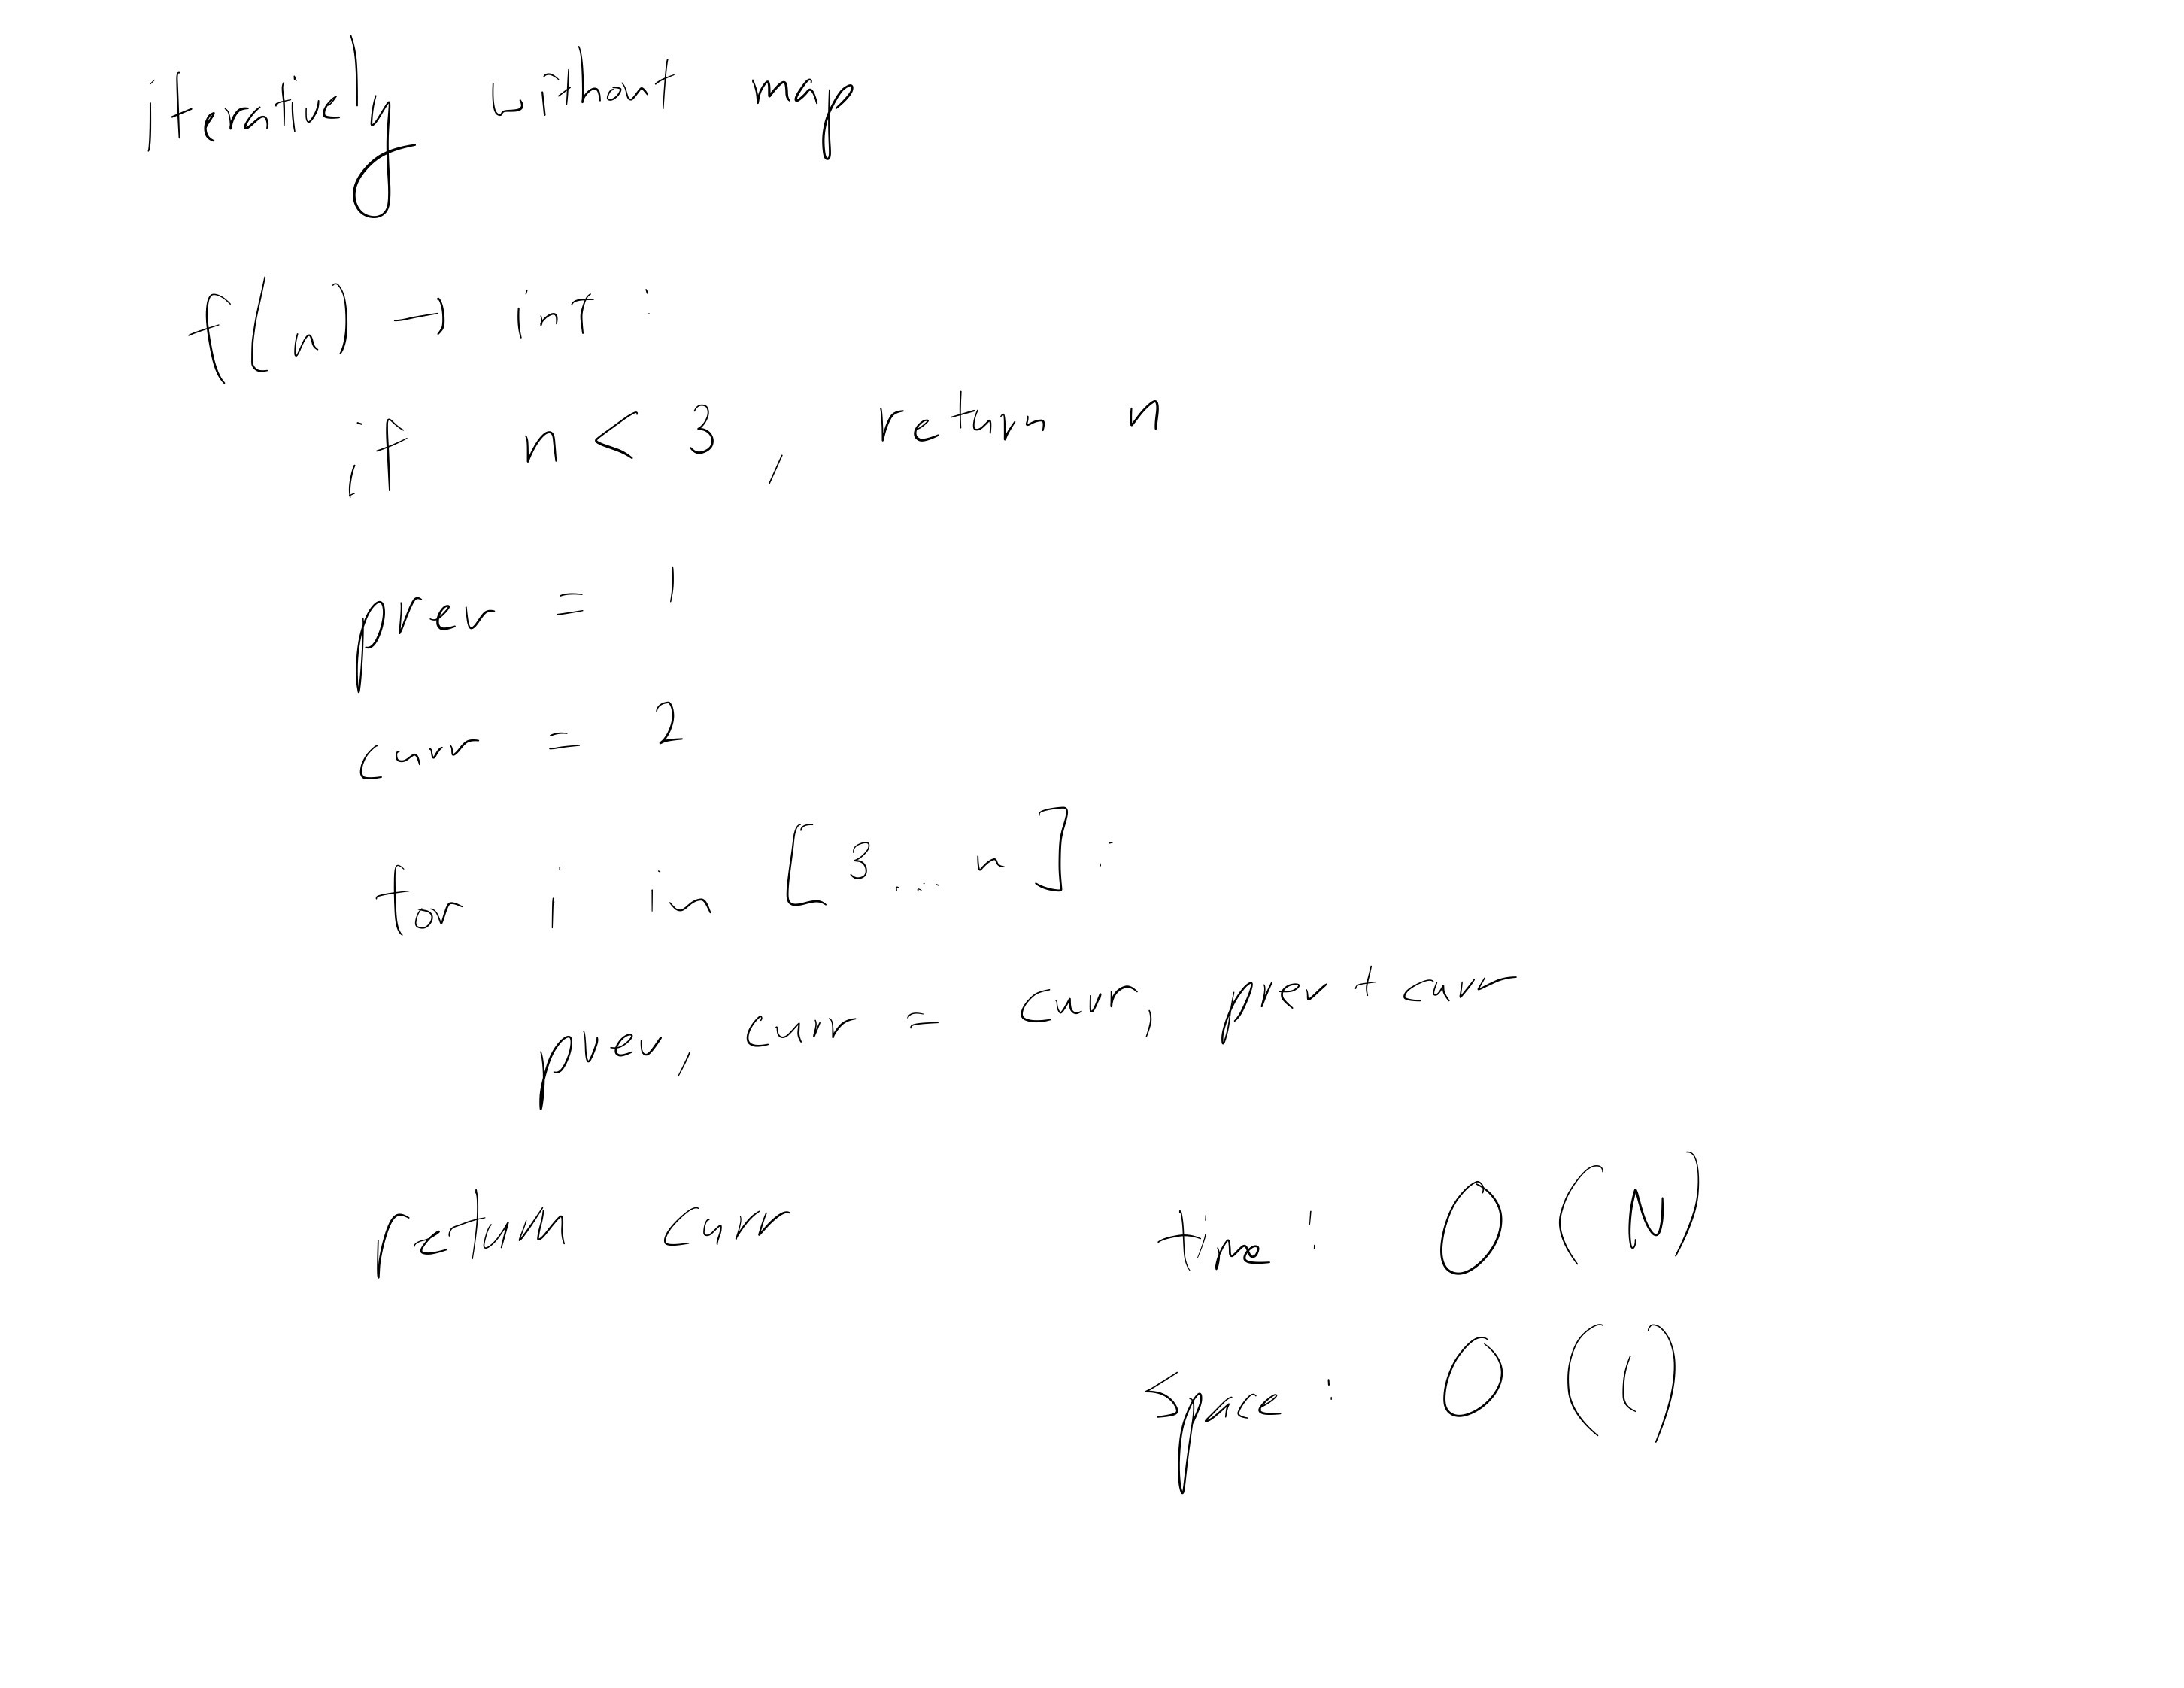 iteratively without map
f(n) → int :
if n < 3 , return n
prev = 1
curr = 2
for i in [ 3 ... n ] :
prev, curr = curr, prev + curr
return curr
time : O ( N )
space : O ( 1 )